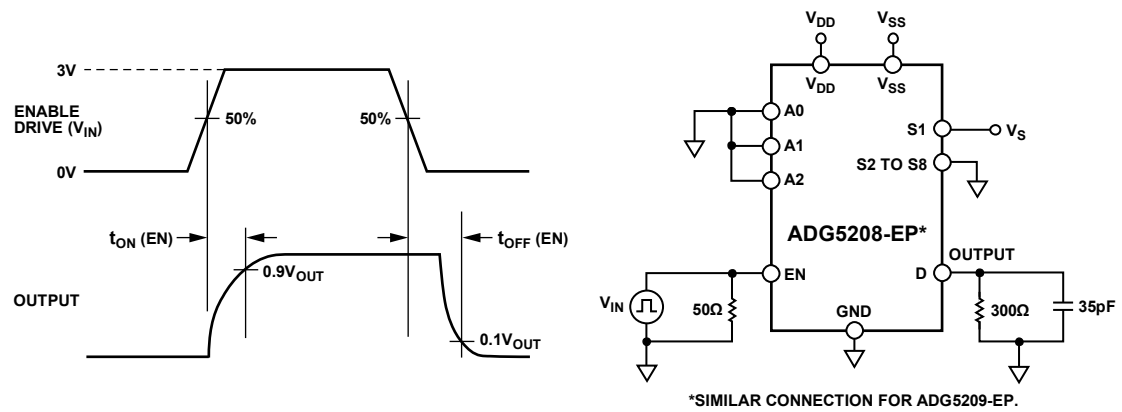 3V
ENABLE
DRIVE (VIN)
50%
50%
0V
tON (EN)
tOFF (EN)
0.9VOUT
OUTPUT
0.1VOUT
VDD
VSS
VDD
VSS
A0
A1
A2
S1
VS
S2 TO S8
ADG5208-EP*
OUTPUT
EN
D
VIN
50Ω
GND
300Ω
35pF
*SIMILAR CONNECTION FOR ADG5209-EP.